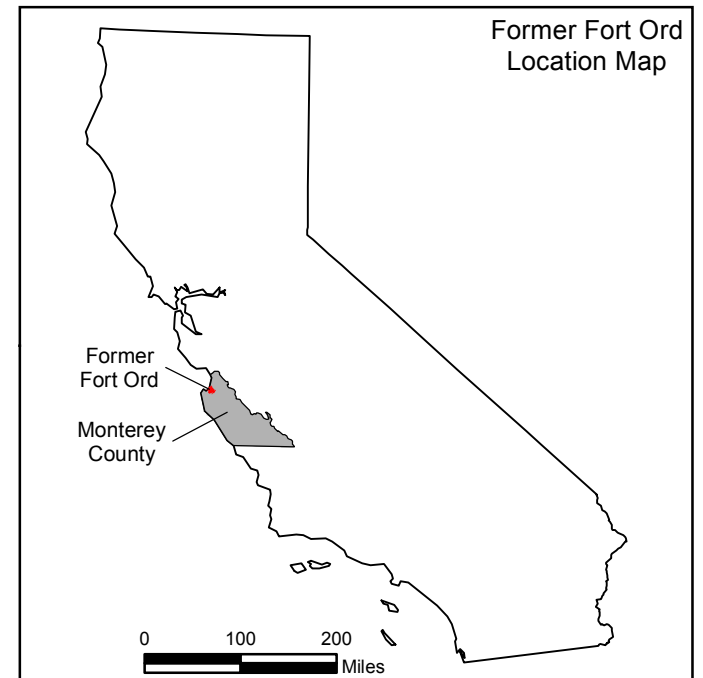 Former Fort Ord
Location Map
Former
Fort Ord
Monterey
County
0 100 200
Miles